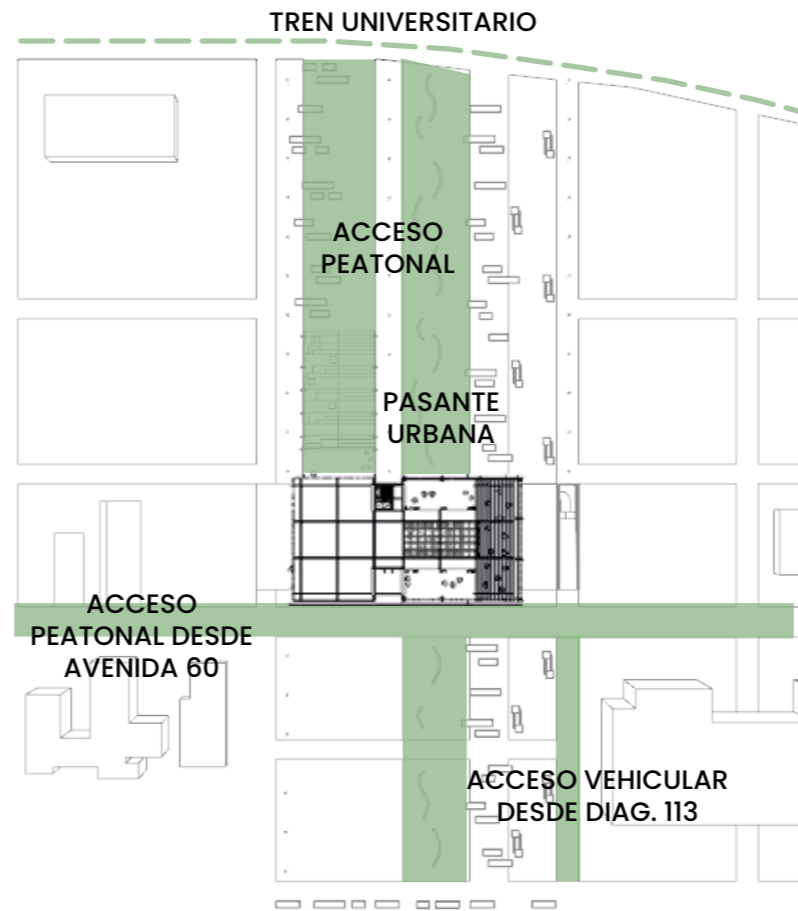 TREN UNIVERSITARIO
ACCESO
PEATONAL
PASANTE
URBANA
ACCESO
PEATONAL DESDE
AVENIDA 60
ACCESO VEHICULAR
DESDE DIAG. 113